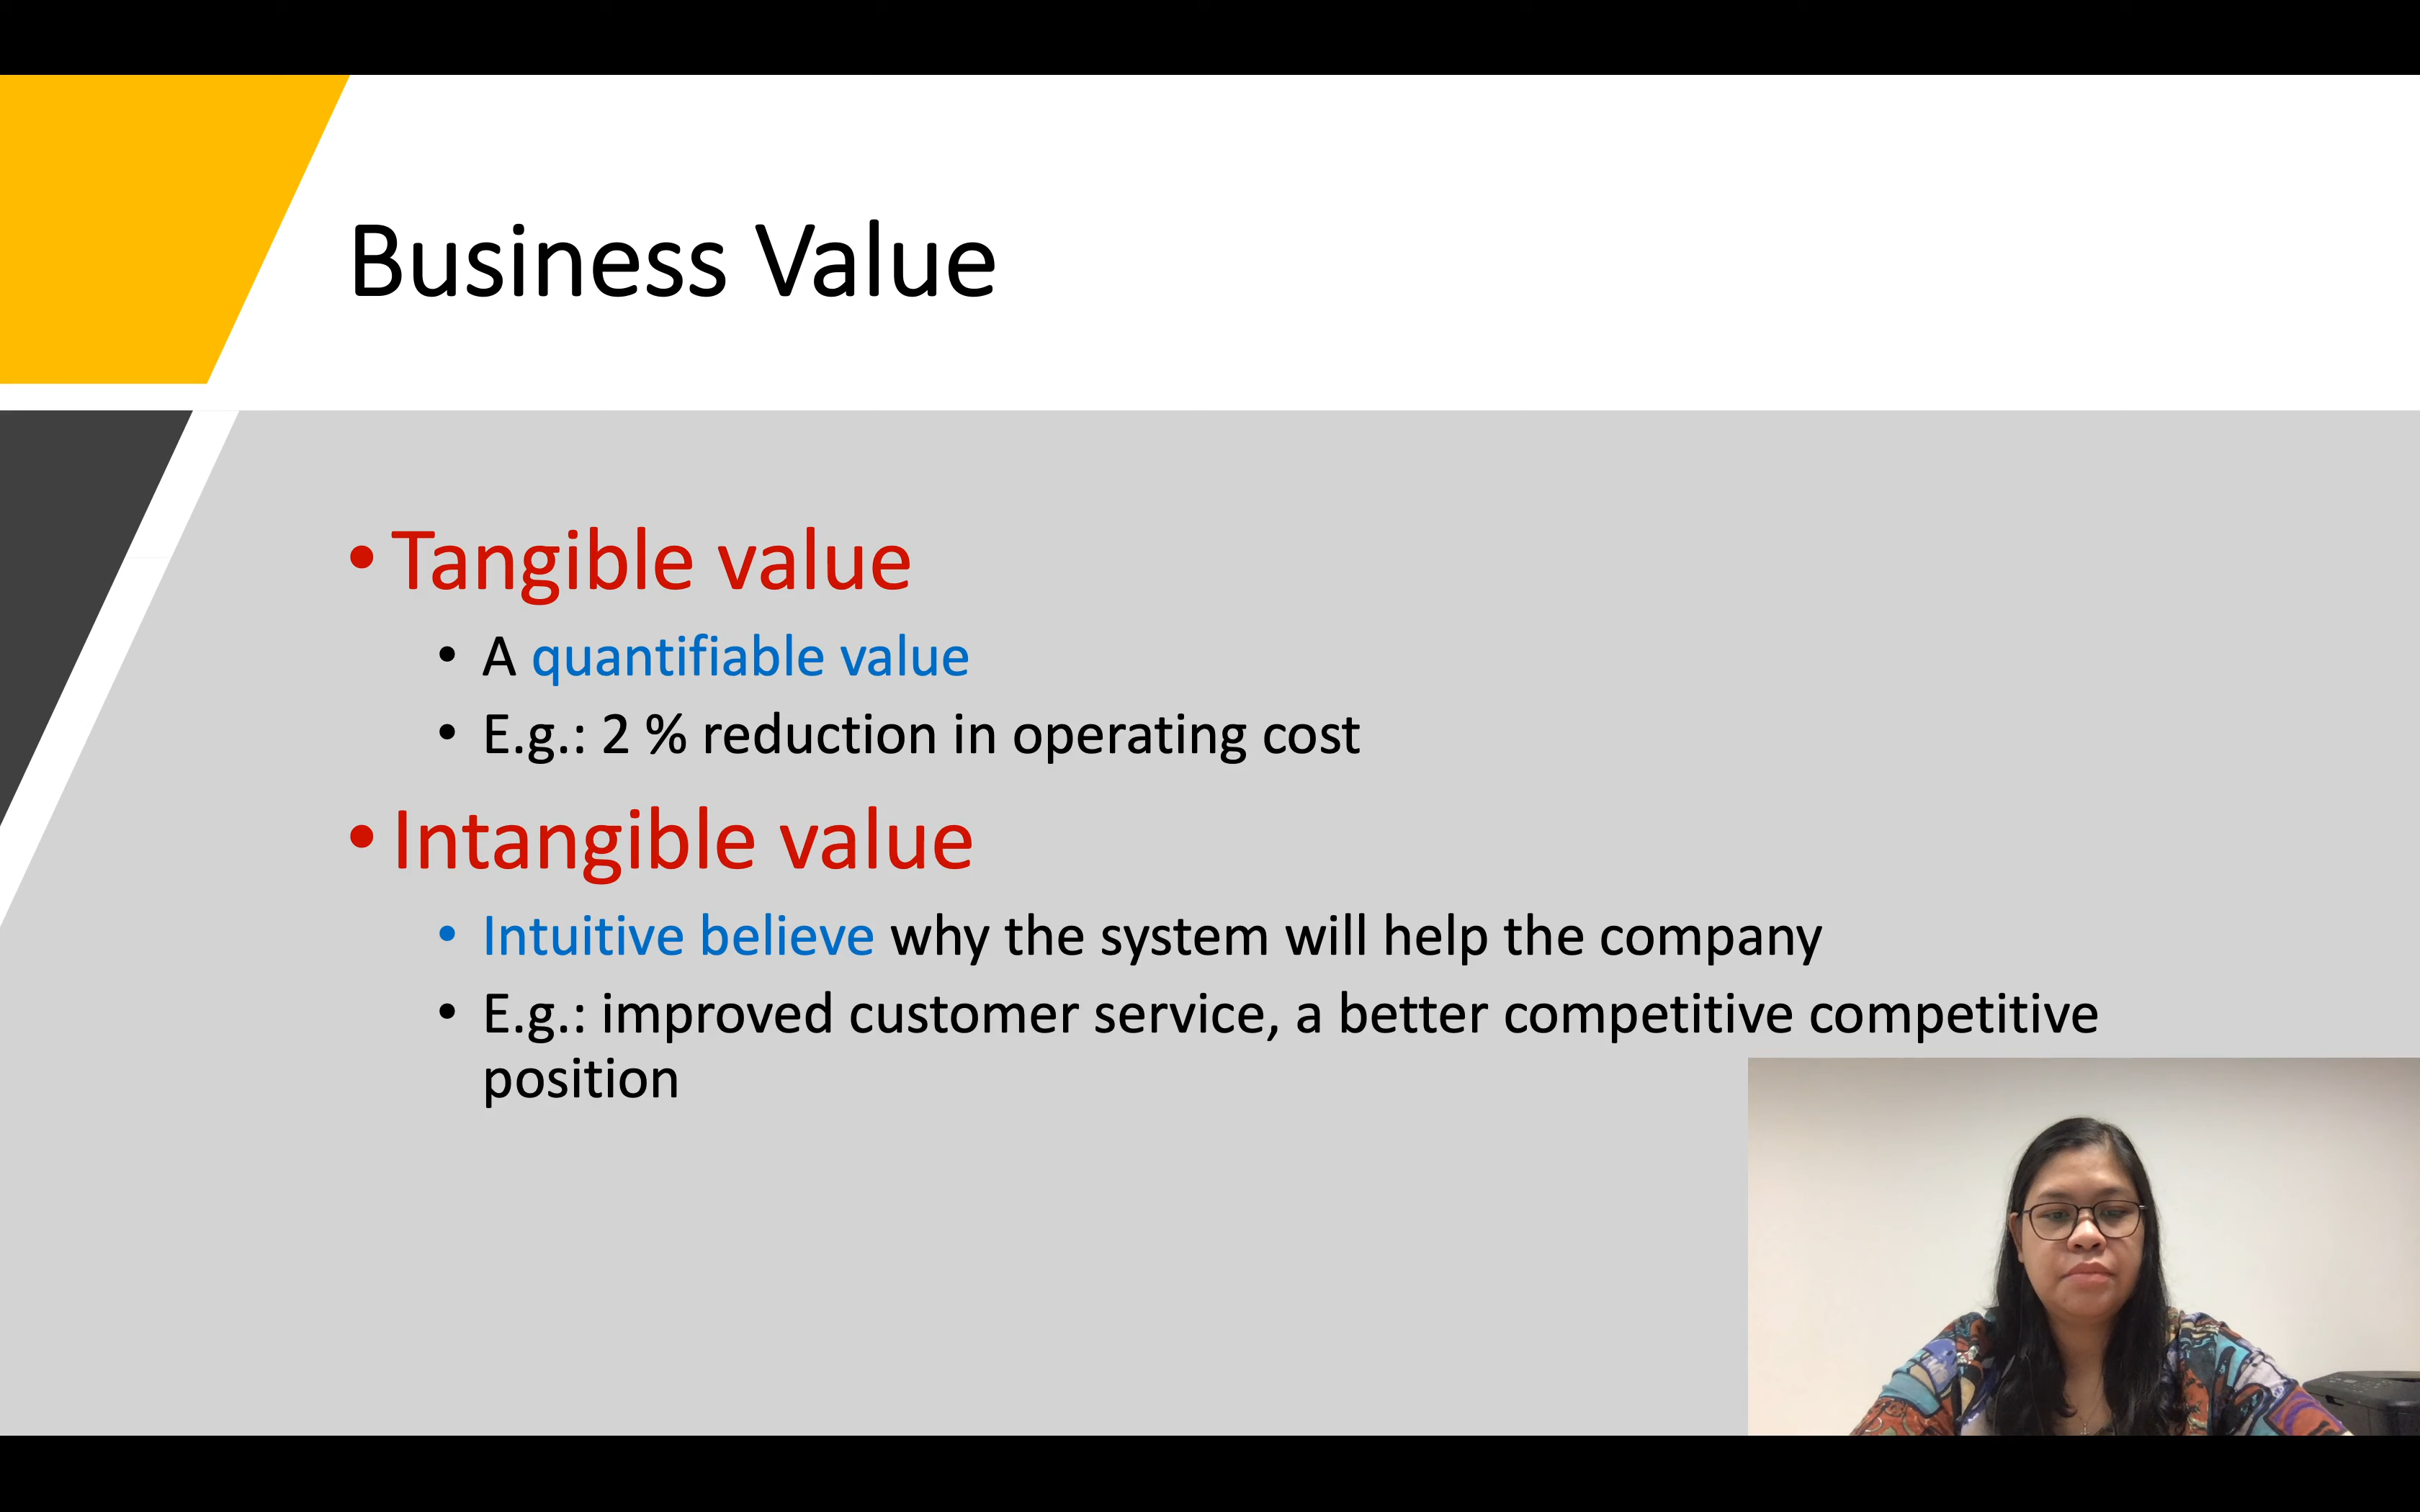 Business Value
• Tangible value
• A quantifiable value
• E.g.: 2 % reduction in operating cost
• Intangible value
• Intuitive believe why the system will help the company
• E.g.: improved customer service, a better competitive competitive
position